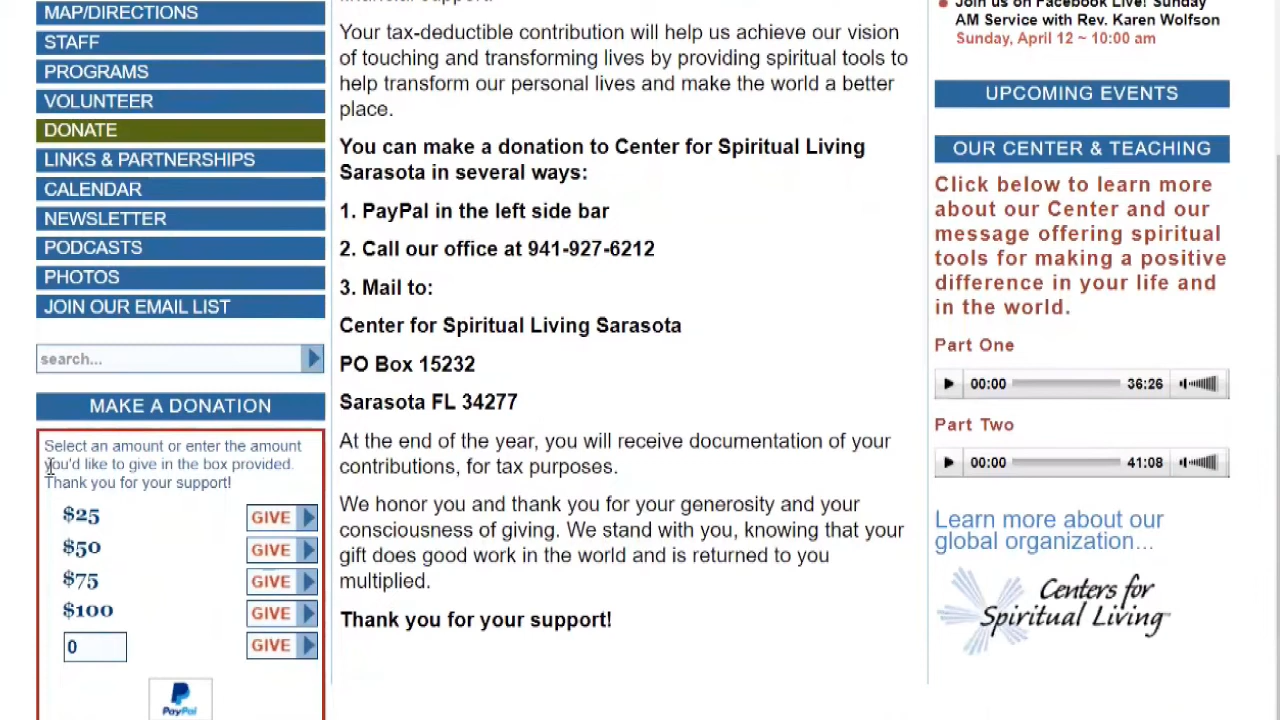 MAP/DIRECTIONS
STAFF
PROGRAMS
VOLUNTEER
DONATE
LINKS & PARTNERSHIPS
CALENDAR
NEWSLETTER
PODCASTS
PHOTOS
JOIN OUR EMAIL LIST
search...
MAKE A DONATION
Select an amount or enter the amount
you'd like to give in the box provided.
Thank you for your support!
$25 GIVE
$50 GIVE
$75 GIVE
$100 GIVE
0 GIVE
PayPal
Your tax-deductible contribution will help us achieve our vision
of touching and transforming lives by providing spiritual tools to
help transform our personal lives and make the world a better
place.
You can make a donation to Center for Spiritual Living
Sarasota in several ways:
1. PayPal in the left side bar
2. Call our office at 941-927-6212
3. Mail to:
Center for Spiritual Living Sarasota
PO Box 15232
Sarasota FL 34277
At the end of the year, you will receive documentation of your
contributions, for tax purposes.
We honor you and thank you for your generosity and your
consciousness of giving. We stand with you, knowing that your
gift does good work in the world and is returned to you
multiplied.
Thank you for your support!
Join us on Facebook Live! Sunday
AM Service with Rev. Karen Wolfson
Sunday, April 12 ~ 10:00 am
UPCOMING EVENTS
OUR CENTER & TEACHING
Click below to learn more
about our Center and our
message offering spiritual
tools for making a positive
difference in your life and
in the world.
Part One
00:00 36:26
Part Two
00:00 41:08
Learn more about our
global organization...
Centers for
Spiritual Living